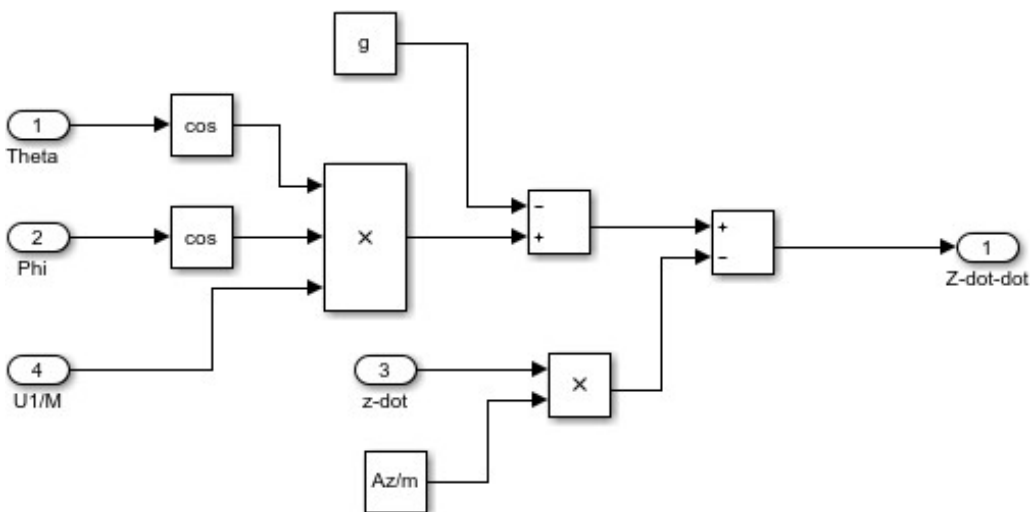 g
1
cos
Theta
2
cos
×
Phi
−
+
+
−
1
Z-dot-dot
4
U1/M
3
z-dot
×
Az/m